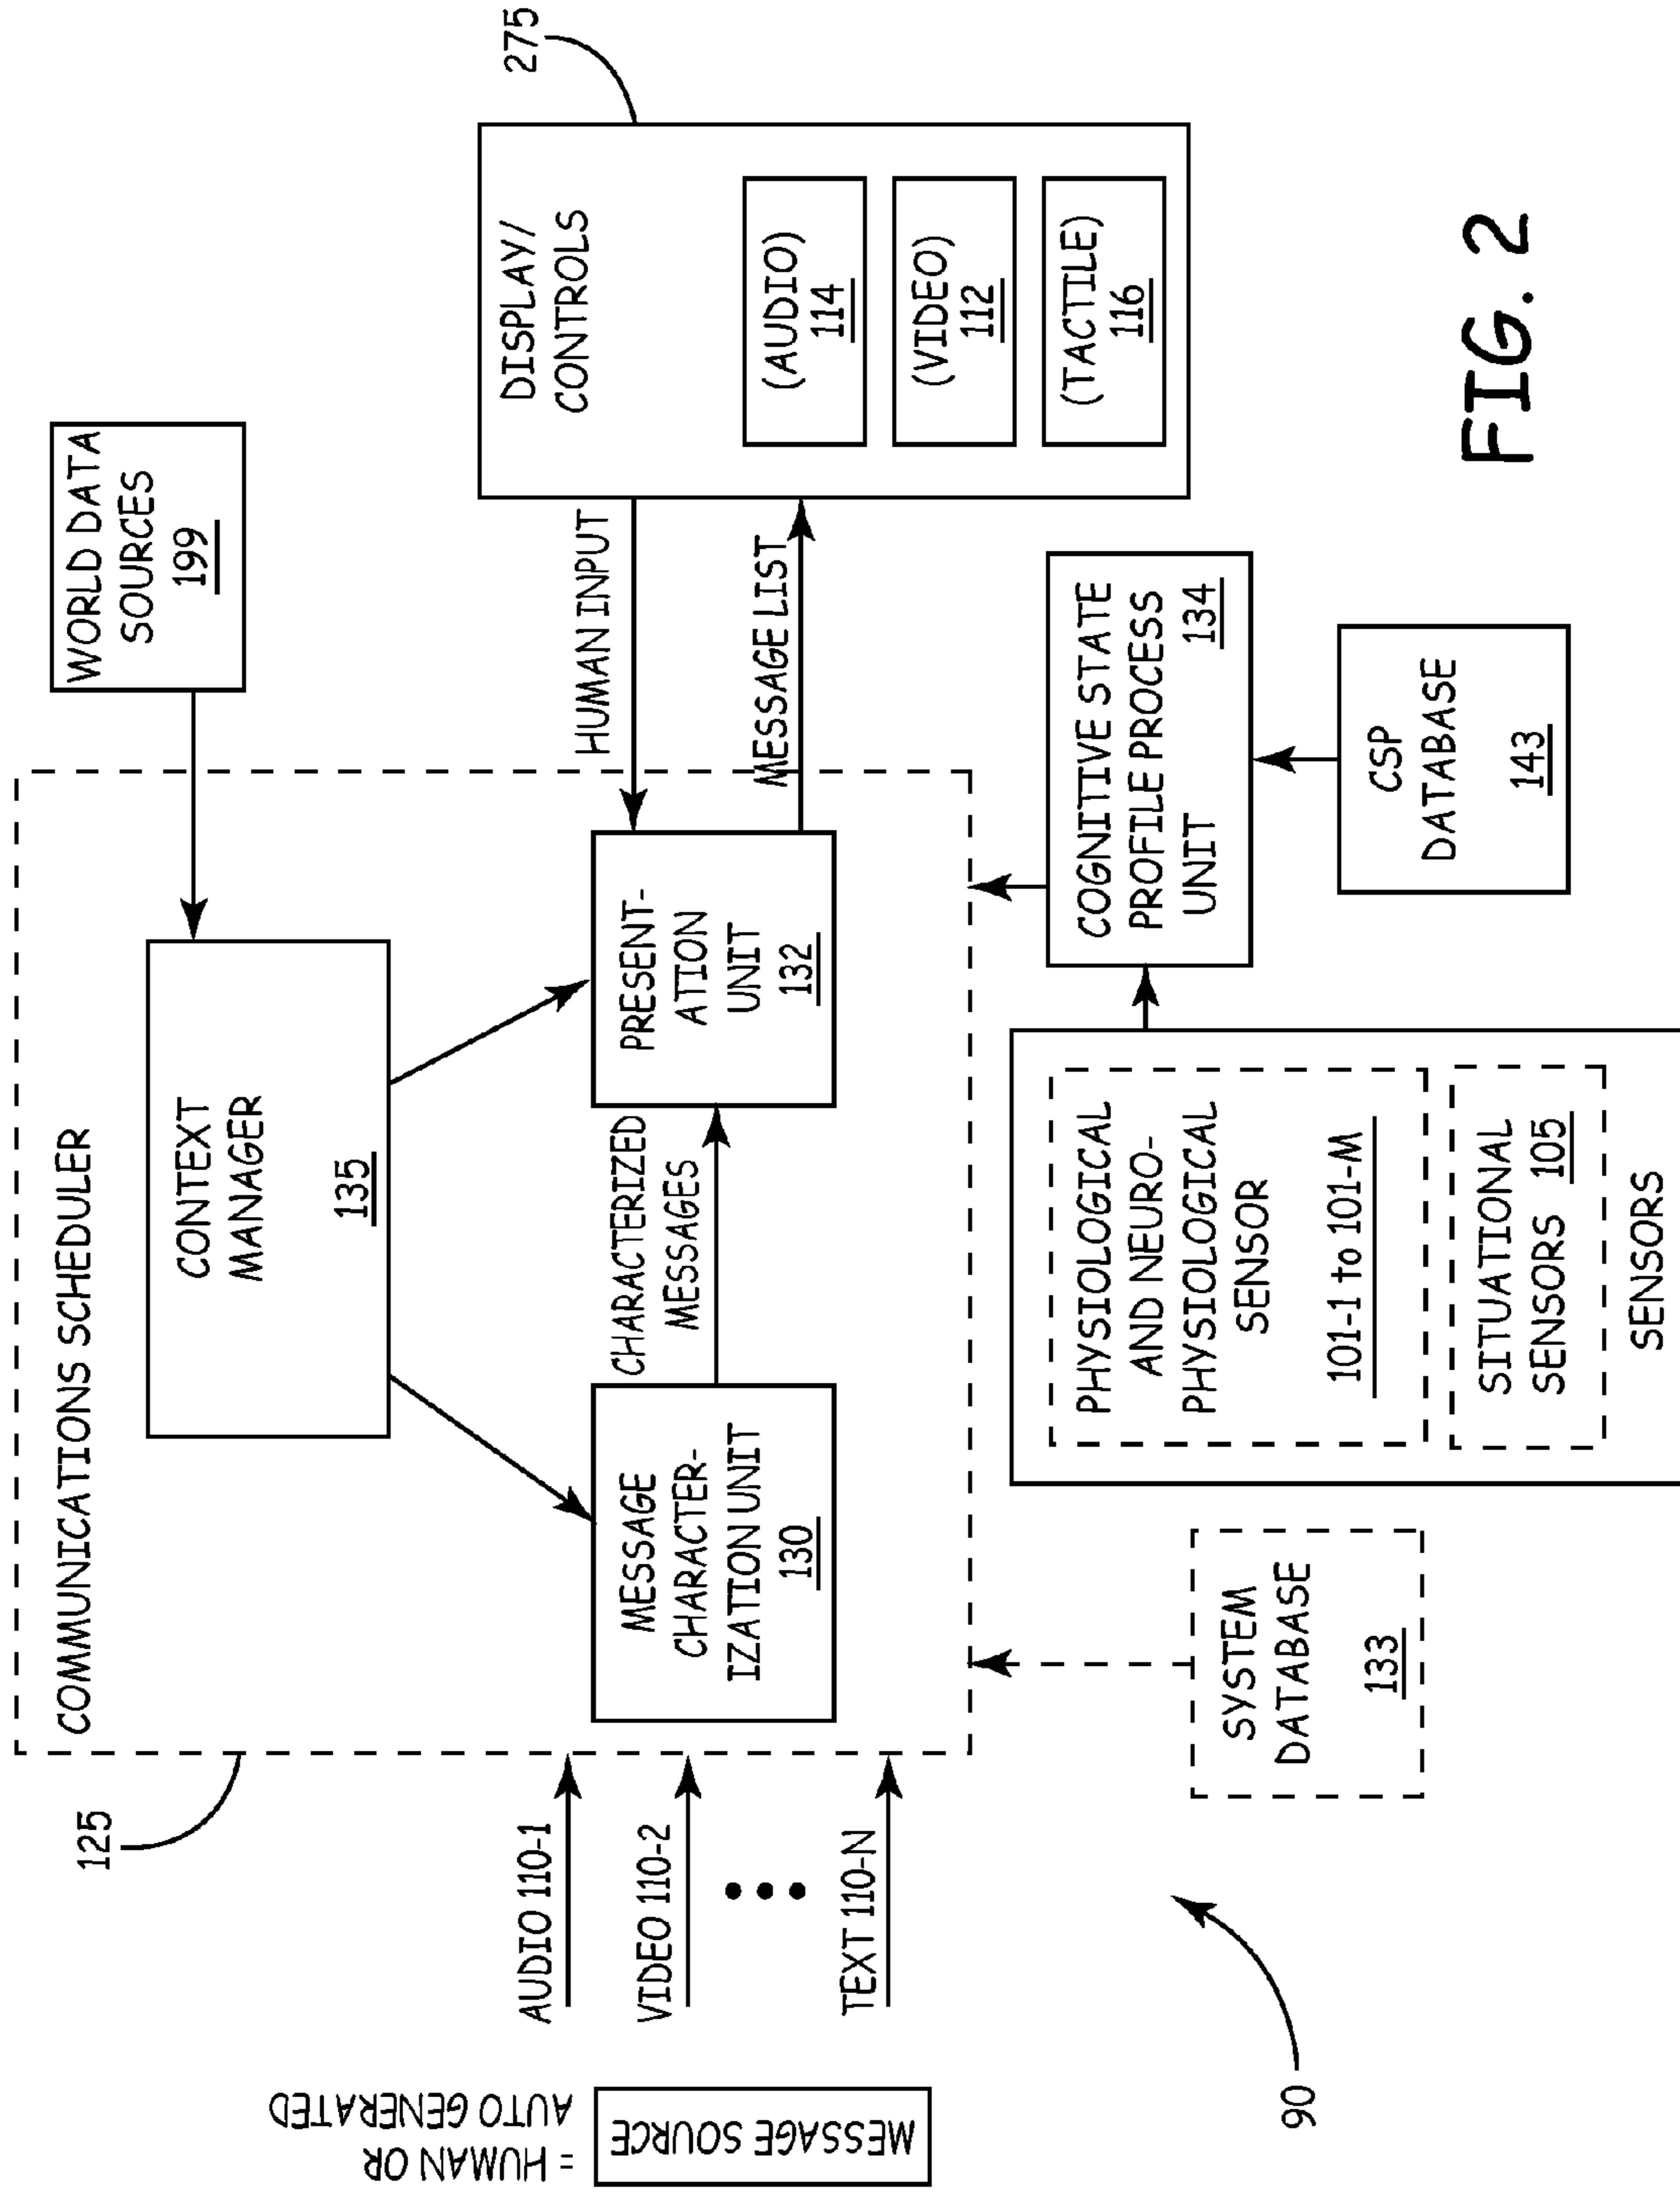 125
COMMUNICATIONS SCHEDULER
CONTEXT
MANAGER
135
WORLD DATA
SOURCES
199
MESSAGE SOURCE
= HUMAN OR
AUTO GENERATED
AUDIO 110-1
VIDEO 110-2
TEXT 110-N
MESSAGE
CHARACTER-
IZATION UNIT
130
CHARACTERIZED
MESSAGES
PRESENT-
ATION
UNIT
132
HUMAN INPUT
MESSAGE LIST
275
DISPLAY/
CONTROLS
(AUDIO)
114
(VIDEO)
112
(TACTILE)
116
90
SYSTEM
DATABASE
133
PHYSIOLOGICAL
AND NEURO-
PHYSIOLOGICAL
SENSOR
101-1 to 101-M
SITUATIONAL
SENSORS 105
SENSORS
COGNITIVE STATE
PROFILE PROCESS
UNIT 134
CSP
DATABASE
143
FIG. 2